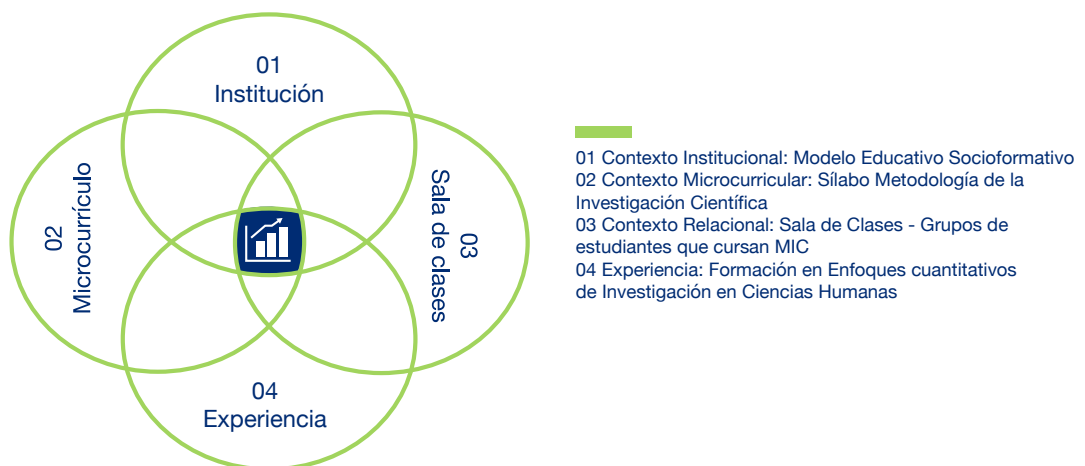 01
Institución
02
Microcurrículo
03
Sala de clases
04
Experiencia
01 Contexto Institucional: Modelo Educativo Socioformativo
02 Contexto Microcurricular: Sílabo Metodología de la
Investigación Científica
03 Contexto Relacional: Sala de Clases - Grupos de
estudiantes que cursan MIC
04 Experiencia: Formación en Enfoques cuantitativos
de Investigación en Ciencias Humanas